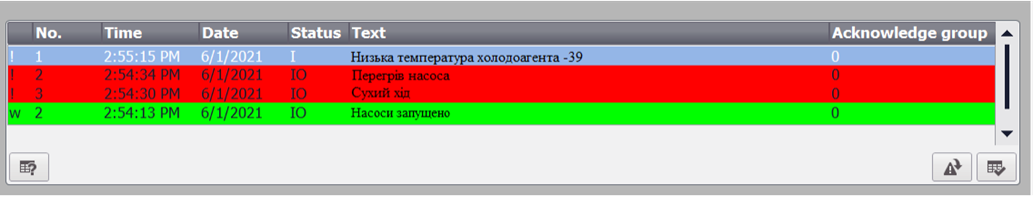 No. Time Date Status Text Acknowledge group
! 1 2:55:15 PM 6/1/2021 I Низька температура холодоагента -39 0
! 2 2:54:34 PM 6/1/2021 IO Перегрів насоса 0
! 3 2:54:30 PM 6/1/2021 IO Сухий хід 0
w 2 2:54:13 PM 6/1/2021 IO Насоси запущено 0